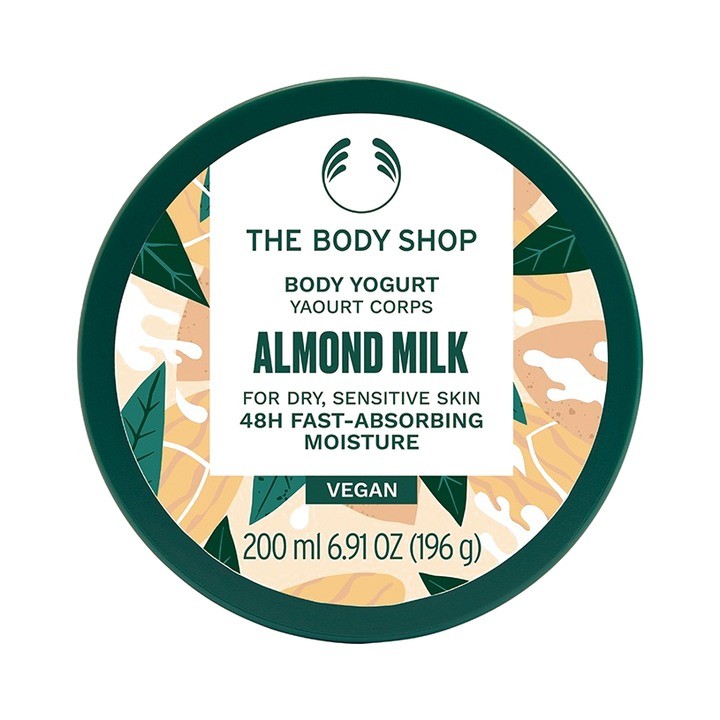 THE BODY SHOP
BODY YOGURT
YAOURT CORPS
ALMOND MILK
FOR DRY, SENSITIVE SKIN
48H FAST-ABSORBING
MOISTURE
VEGAN
200 ml 6.91 OZ (196 g)